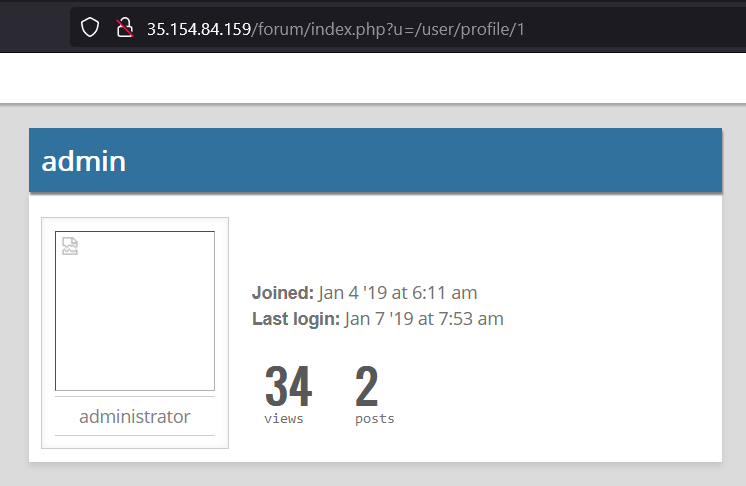 35.154.84.159/forum/index.php?u=/user/profile/1
admin
Joined: Jan 4 '19 at 6:11 am
Last login: Jan 7 '19 at 7:53 am
34 2
views posts
administrator